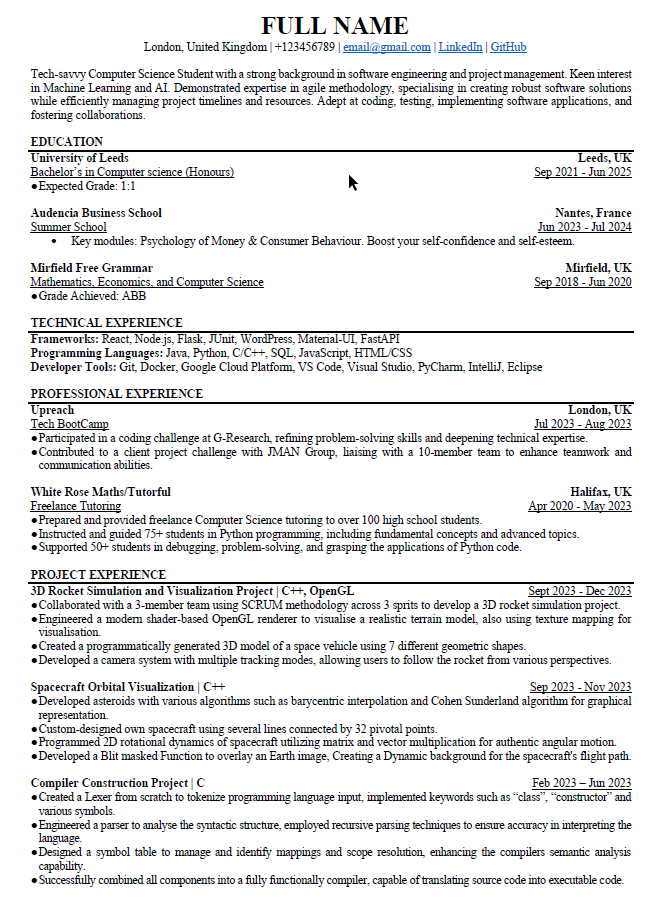 FULL NAME
London, United Kingdom | +123456789 | email@gmail.com | LinkedIn | GitHub
Tech-savvy Computer Science Student with a strong background in software engineering and project management. Keen interest
in Machine Learning and AI. Demonstrated expertise in agile methodology, specialising in creating robust software solutions
while efficiently managing project timelines and resources. Adept at coding, testing, implementing software applications, and
fostering collaborations.
EDUCATION
University of Leeds Leeds, UK
Bachelor's in Computer science (Honours) Sep 2021 - Jun 2025
●Expected Grade: 1:1
Audencia Business School Nantes, France
Summer School Jun 2023 - Jul 2024
• Key modules: Psychology of Money & Consumer Behaviour. Boost your self-confidence and self-esteem.
Mirfield Free Grammar Mirfield, UK
Mathematics, Economics, and Computer Science Sep 2018 - Jun 2020
●Grade Achieved: ABB
TECHNICAL EXPERIENCE
Frameworks: React, Node.js, Flask, JUnit, WordPress, Material-UI, FastAPI
Programming Languages: Java, Python, C/C++, SQL, JavaScript, HTML/CSS
Developer Tools: Git, Docker, Google Cloud Platform, VS Code, Visual Studio, PyCharm, IntelliJ, Eclipse
PROFESSIONAL EXPERIENCE
Upreach London, UK
Tech BootCamp Jul 2023 - Aug 2023
●Participated in a coding challenge at G-Research, refining problem-solving skills and deepening technical expertise.
●Contributed to a client project challenge with JMAN Group, liaising with a 10-member team to enhance teamwork and
communication abilities.
White Rose Maths/Tutorful Halifax, UK
Freelance Tutoring Apr 2020 - May 2023
●Prepared and provided freelance Computer Science tutoring to over 100 high school students.
●Instructed and guided 75+ students in Python programming, including fundamental concepts and advanced topics.
●Supported 50+ students in debugging, problem-solving, and grasping the applications of Python code.
PROJECT EXPERIENCE
3D Rocket Simulation and Visualization Project | C++, OpenGL Sept 2023 - Dec 2023
●Collaborated with a 3-member team using SCRUM methodology across 3 sprits to develop a 3D rocket simulation project.
●Engineered a modern shader-based OpenGL renderer to visualise a realistic terrain model, also using texture mapping for
visualisation.
●Created a programmatically generated 3D model of a space vehicle using 7 different geometric shapes.
●Developed a camera system with multiple tracking modes, allowing users to follow the rocket from various perspectives.
Spacecraft Orbital Visualization | C++ Sep 2023 - Nov 2023
●Developed asteroids with various algorithms such as barycentric interpolation and Cohen Sunderland algorithm for graphical
representation.
●Custom-designed own spacecraft using several lines connected by 32 pivotal points.
●Programmed 2D rotational dynamics of spacecraft utilizing matrix and vector multiplication for authentic angular motion.
●Developed a Blit masked Function to overlay an Earth image, Creating a Dynamic background for the spacecraft's flight path.
Compiler Construction Project | C Feb 2023 – Jun 2023
●Created a Lexer from scratch to tokenize programming language input, implemented keywords such as “class”, “constructor” and
various symbols.
●Engineered a parser to analyse the syntactic structure, employed recursive parsing techniques to ensure accuracy in interpreting the
language.
●Designed a symbol table to manage and identify mappings and scope resolution, enhancing the compilers semantic analysis
capability.
●Successfully combined all components into a fully functionally compiler, capable of translating source code into executable code.